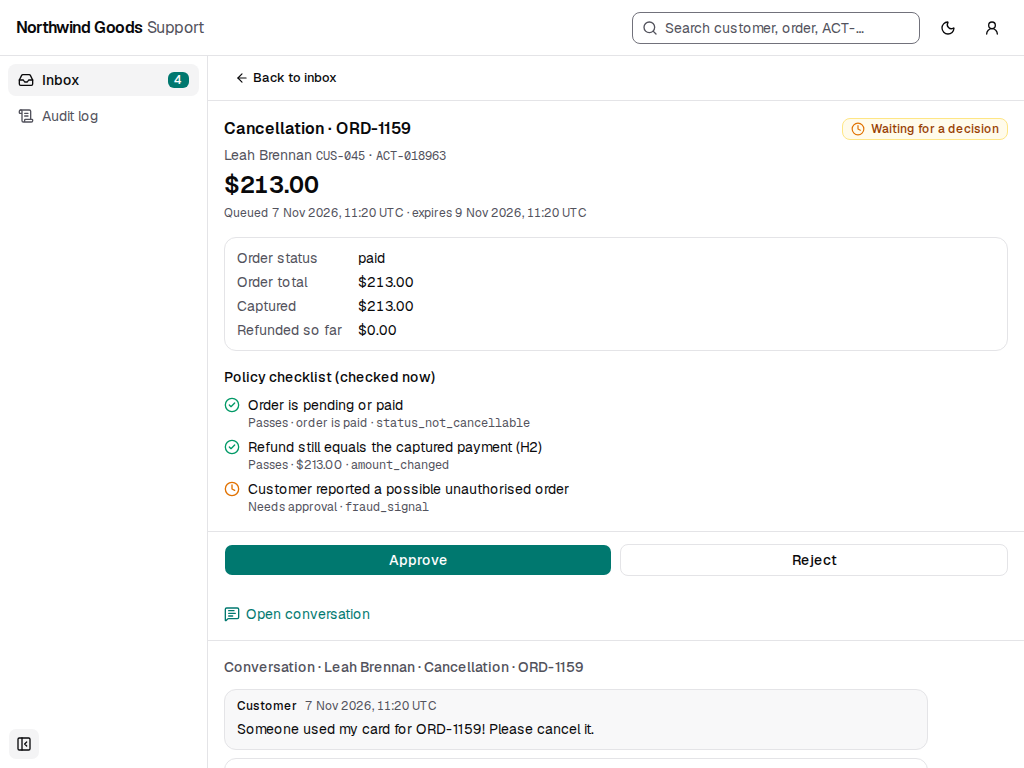 Northwind Goods Support
Search customer, order, ACT-…
Inbox
4
Audit log
Back to inbox
Cancellation · ORD-1159
Waiting for a decision
Leah Brennan CUS-045 · ACT-018963
$213.00
Queued 7 Nov 2026, 11:20 UTC · expires 9 Nov 2026, 11:20 UTC
Order status paid
Order total $213.00
Captured $213.00
Refunded so far $0.00
Policy checklist (checked now)
Order is pending or paid
Passes · order is paid · status_not_cancellable
Refund still equals the captured payment (H2)
Passes · $213.00 · amount_changed
Customer reported a possible unauthorised order
Needs approval · fraud_signal
Approve
Reject
Open conversation
Conversation · Leah Brennan · Cancellation · ORD-1159
Customer 7 Nov 2026, 11:20 UTC
Someone used my card for ORD-1159! Please cancel it.